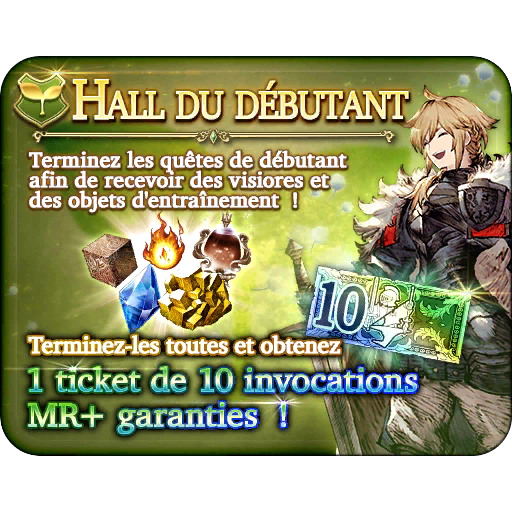 HALL DU DÉBUTANT
Terminez les quêtes de débutant
afin de recevoir des visiores et
des objets d'entraînement !
10
Terminez-les toutes et obtenez
1 ticket de 10 invocations
MR+ garanties !